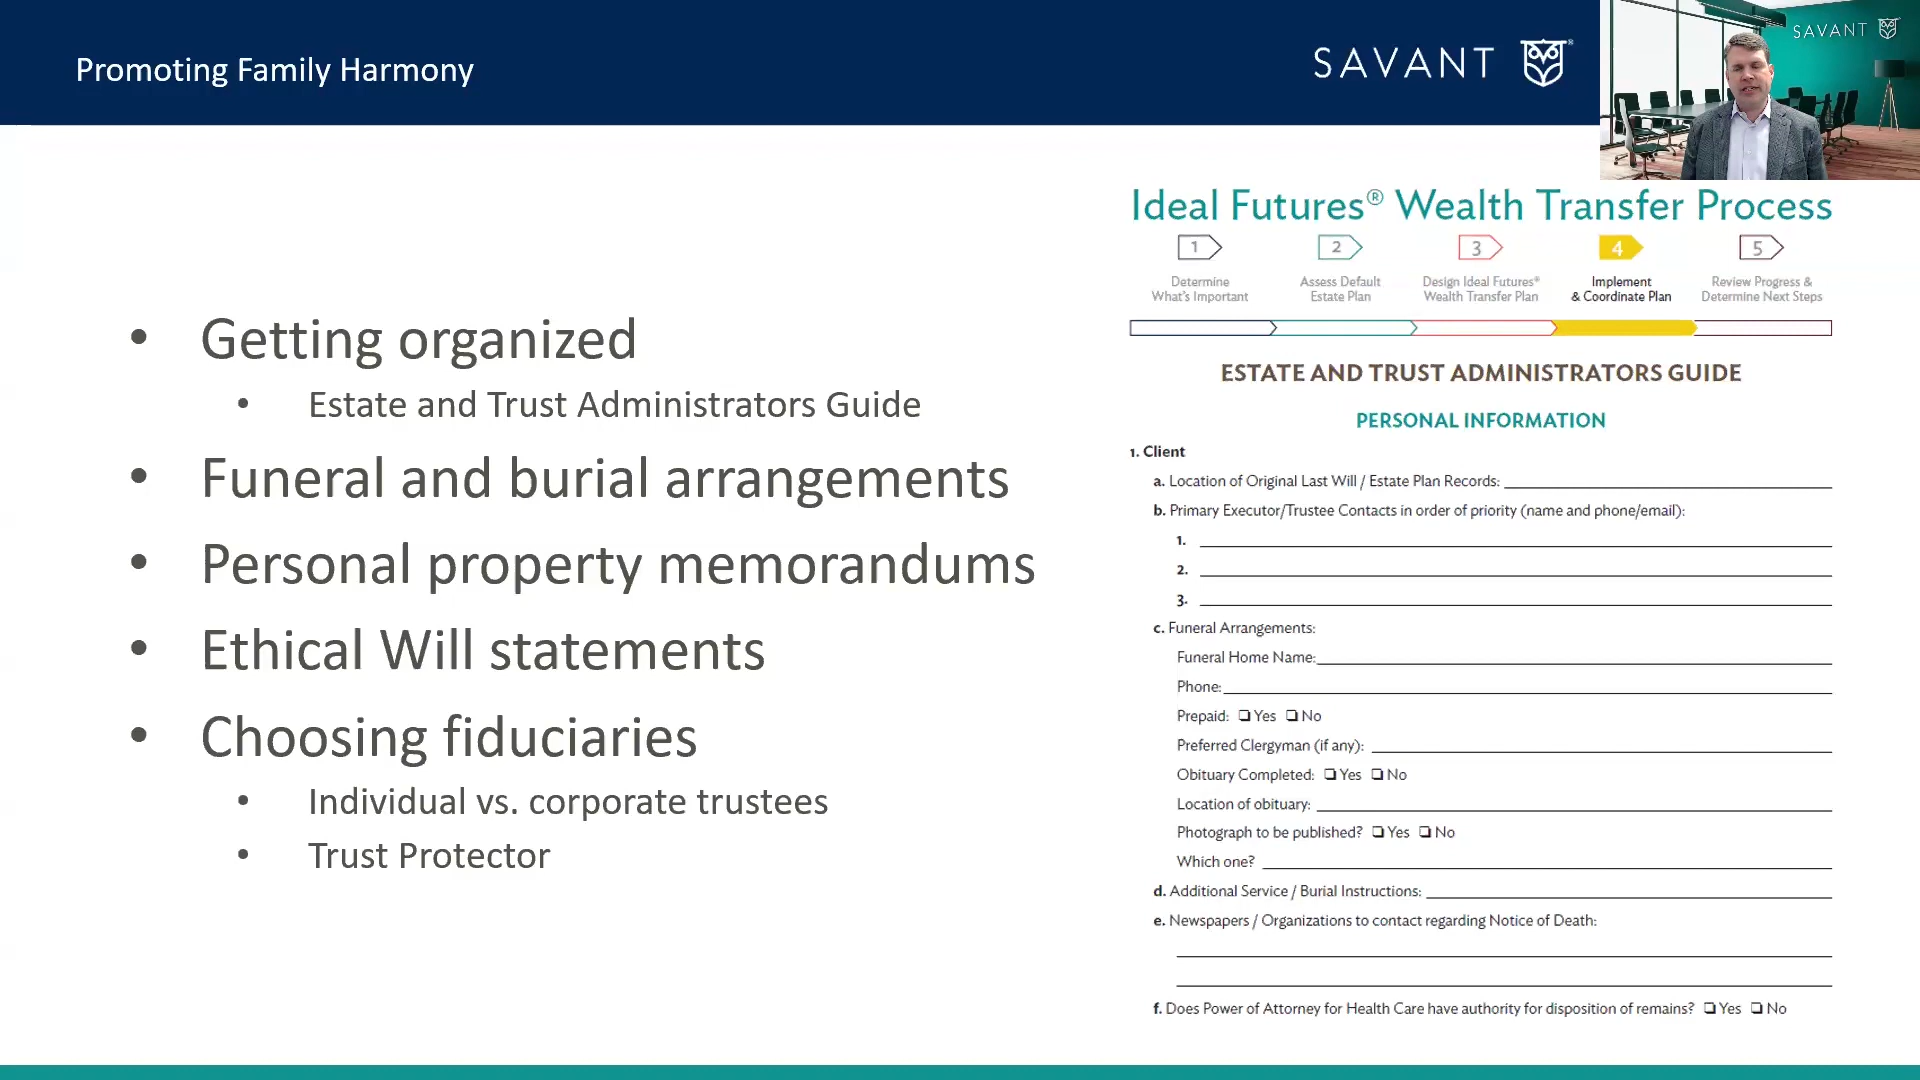 Promoting Family Harmony
SAVANT
®
SAVANT
• Getting organized
• Estate and Trust Administrators Guide
• Funeral and burial arrangements
• Personal property memorandums
• Ethical Will statements
• Choosing fiduciaries
• Individual vs. corporate trustees
• Trust Protector
Ideal Futures® Wealth Transfer Process
1 2 3 4 5
Determine Assess Default Design Ideal Futures® Implement Review Progress &
What's Important Estate Plan Wealth Transfer Plan & Coordinate Plan Determine Next Steps
ESTATE AND TRUST ADMINISTRATORS GUIDE
PERSONAL INFORMATION
1. Client
a. Location of Original Last Will / Estate Plan Records:
b. Primary Executor/Trustee Contacts in order of priority (name and phone/email):
1.
2.
3.
c. Funeral Arrangements:
Funeral Home Name:
Phone:
Prepaid: ❏ Yes ❏ No
Preferred Clergyman (if any):
Obituary Completed: ❏ Yes ❏ No
Location of obituary:
Photograph to be published? ❏ Yes ❏ No
Which one?
d. Additional Service / Burial Instructions:
e. Newspapers / Organizations to contact regarding Notice of Death:
f. Does Power of Attorney for Health Care have authority for disposition of remains? ❏ Yes ❏ No